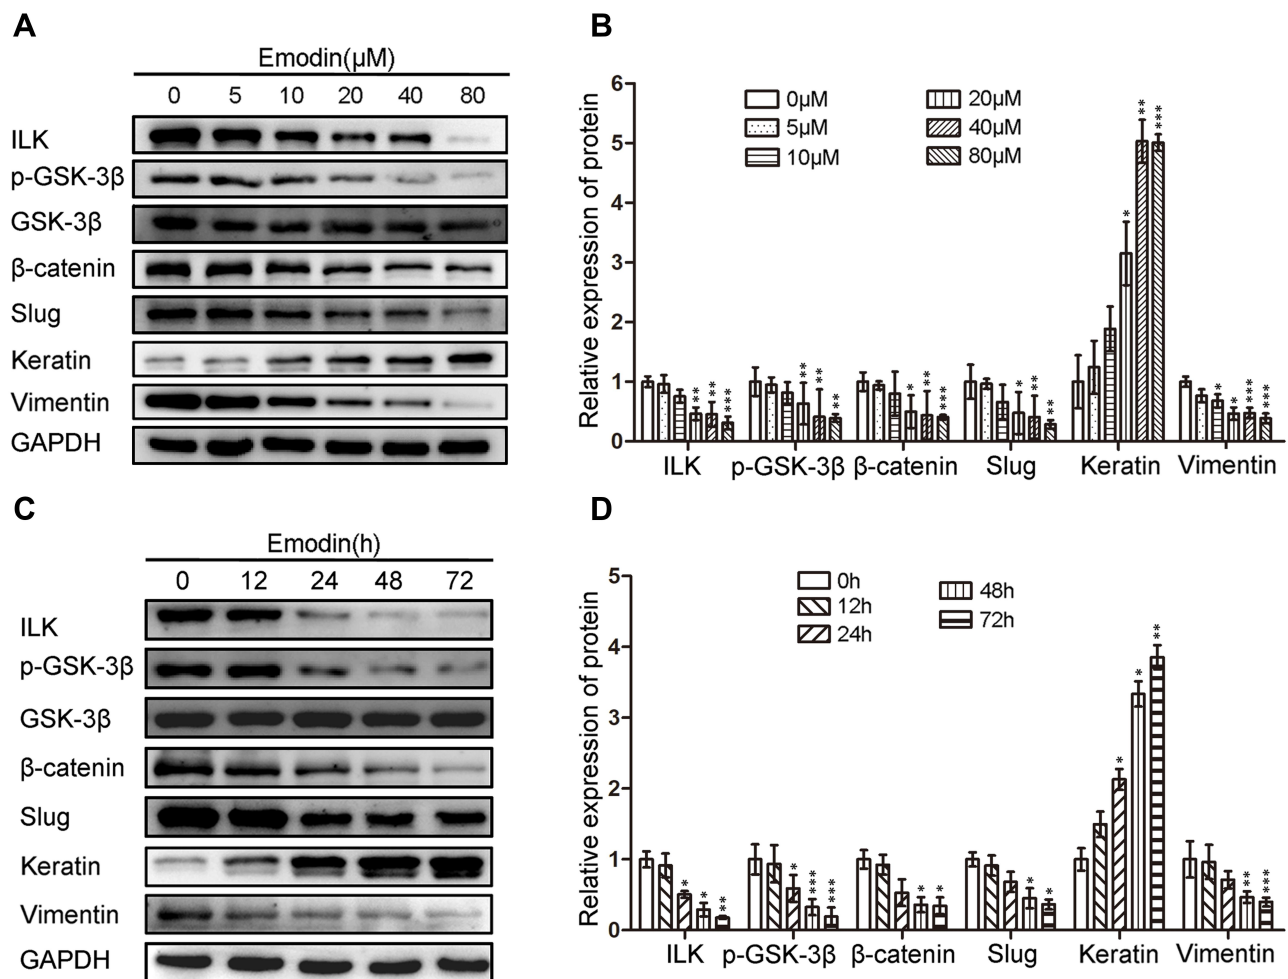 A
Emodin(µM)
0 5 10 20 40 80
ILK
p-GSK-3β
GSK-3β
β-catenin
Slug
Keratin
Vimentin
GAPDH
B
Relative expression of protein
6
5
4
3
2
1
0
0µM
5µM
10µM
20µM
40µM
80µM
** ** ***
** ** **
* ** ***
* ** **
* ** ***
* * *** ***
ILK p-GSK-3β β-catenin Slug Keratin Vimentin
C
Emodin(h)
0 12 24 48 72
ILK
p-GSK-3β
GSK-3β
β-catenin
Slug
Keratin
Vimentin
GAPDH
D
Relative expression of protein
5
4
3
2
1
0
0h
12h
24h
48h
72h
* * **
* *** ***
* *
* *
* * **
** ***
ILK p-GSK-3β β-catenin Slug Keratin Vimentin